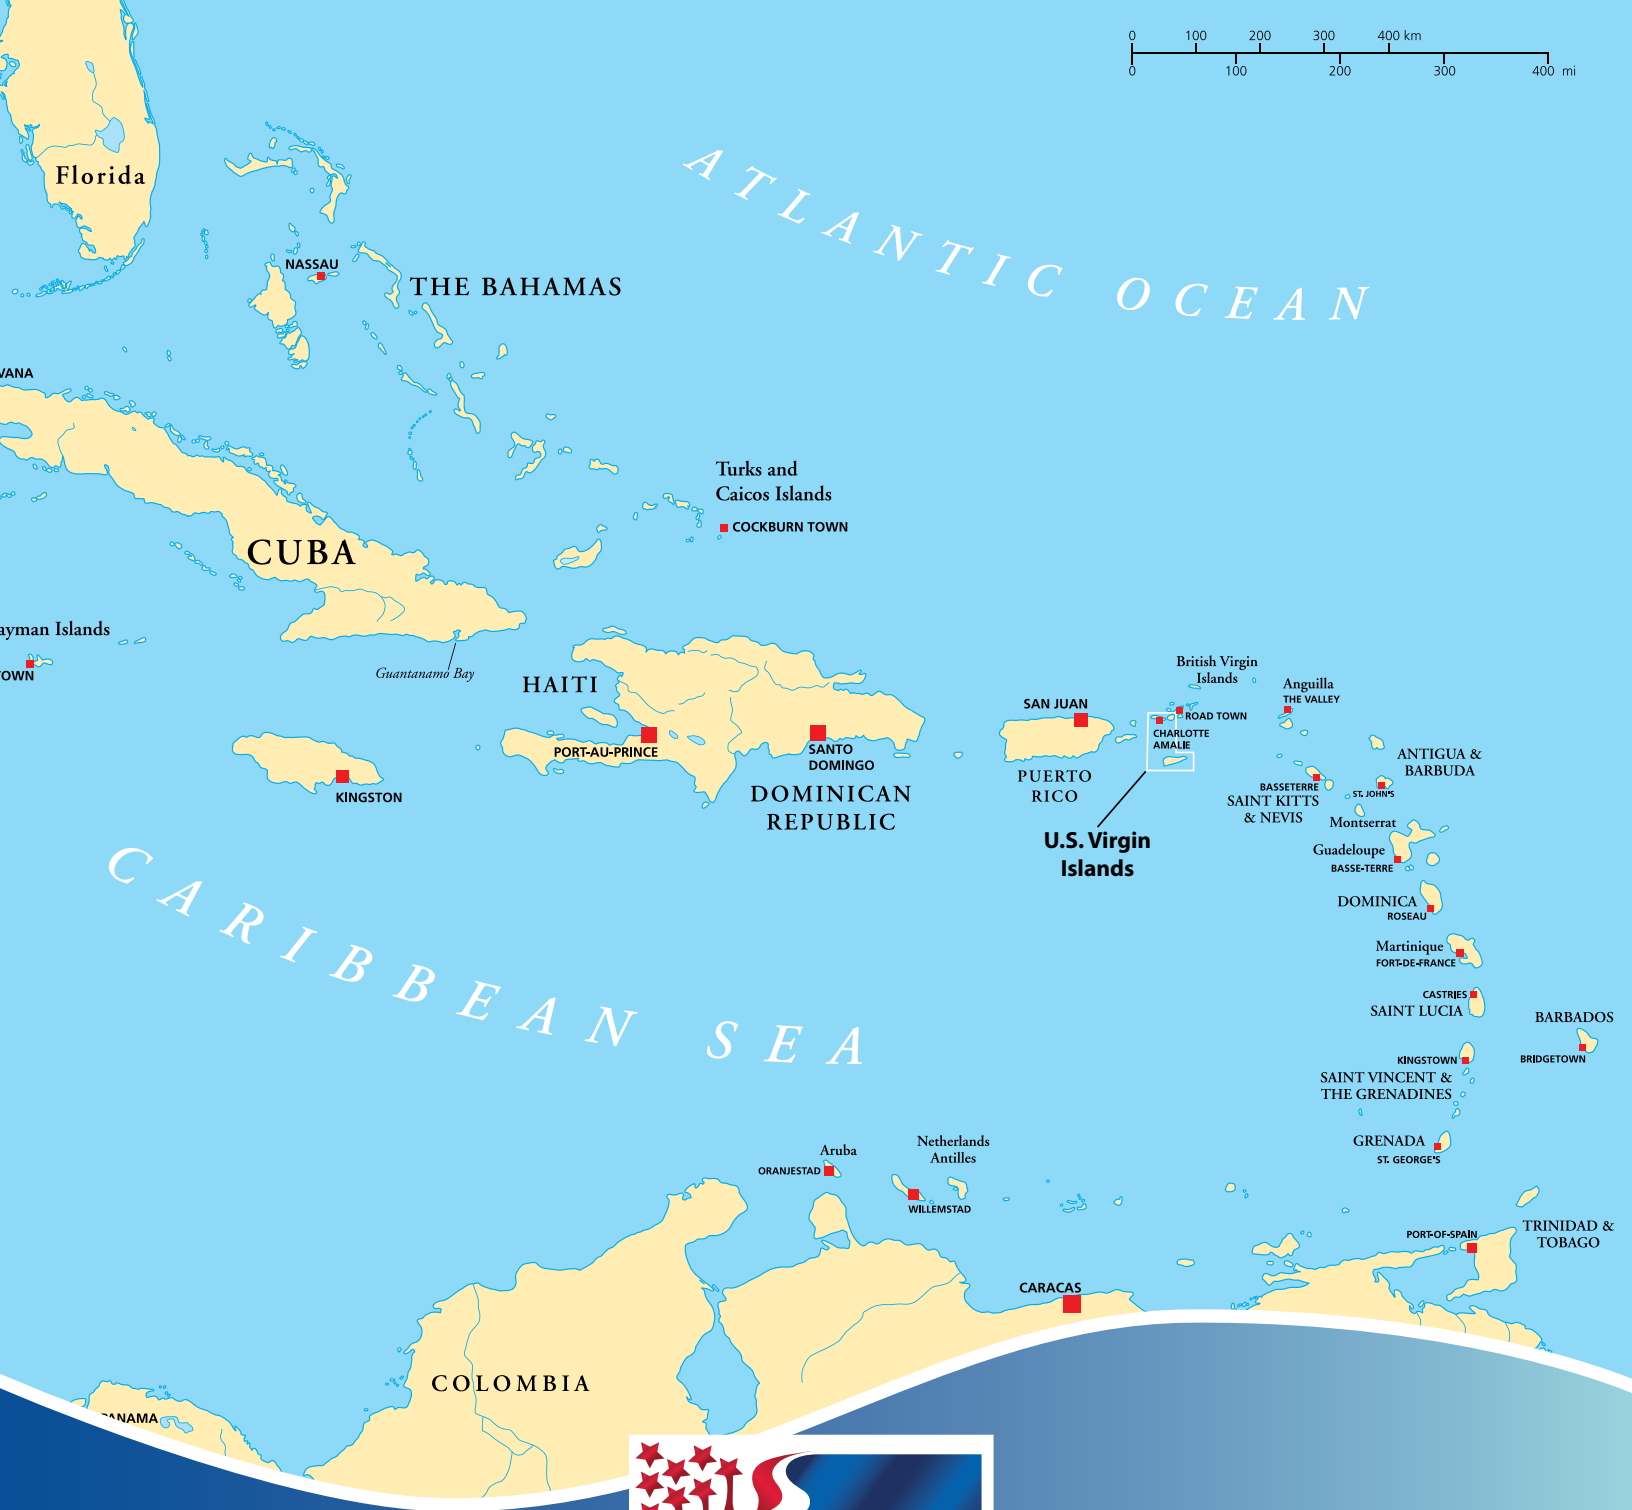 0 100 200 300 400 km
0 100 200 300 400 mi
ATLANTIC OCEAN
Florida
NASSAU
THE BAHAMAS
VANA
Turks and
Caicos Islands
COCKBURN TOWN
CUBA
ayman Islands
OWN
Guantanamo Bay
HAITI
PORT-AU-PRINCE
SANTO
DOMINGO
DOMINICAN
REPUBLIC
KINGSTON
SAN JUAN
PUERTO
RICO
British Virgin
Islands
ROAD TOWN
CHARLOTTE
AMALIE
U.S. Virgin
Islands
Anguilla
THE VALLEY
ANTIGUA &
BARBUDA
ST. JOHN'S
BASSETERRE
SAINT KITTS
& NEVIS
Montserrat
Guadeloupe
BASSE-TERRE
DOMINICA
ROSEAU
Martinique
FORT-DE-FRANCE
CASTRIES
SAINT LUCIA
BARBADOS
BRIDGETOWN
KINGSTOWN
SAINT VINCENT &
THE GRENADINES
GRENADA
ST. GEORGE'S
CARIBBEAN SEA
Aruba
ORANJESTAD
Netherlands
Antilles
WILLEMSTAD
PORT-OF-SPAIN
TRINIDAD &
TOBAGO
CARACAS
COLOMBIA
PANAMA